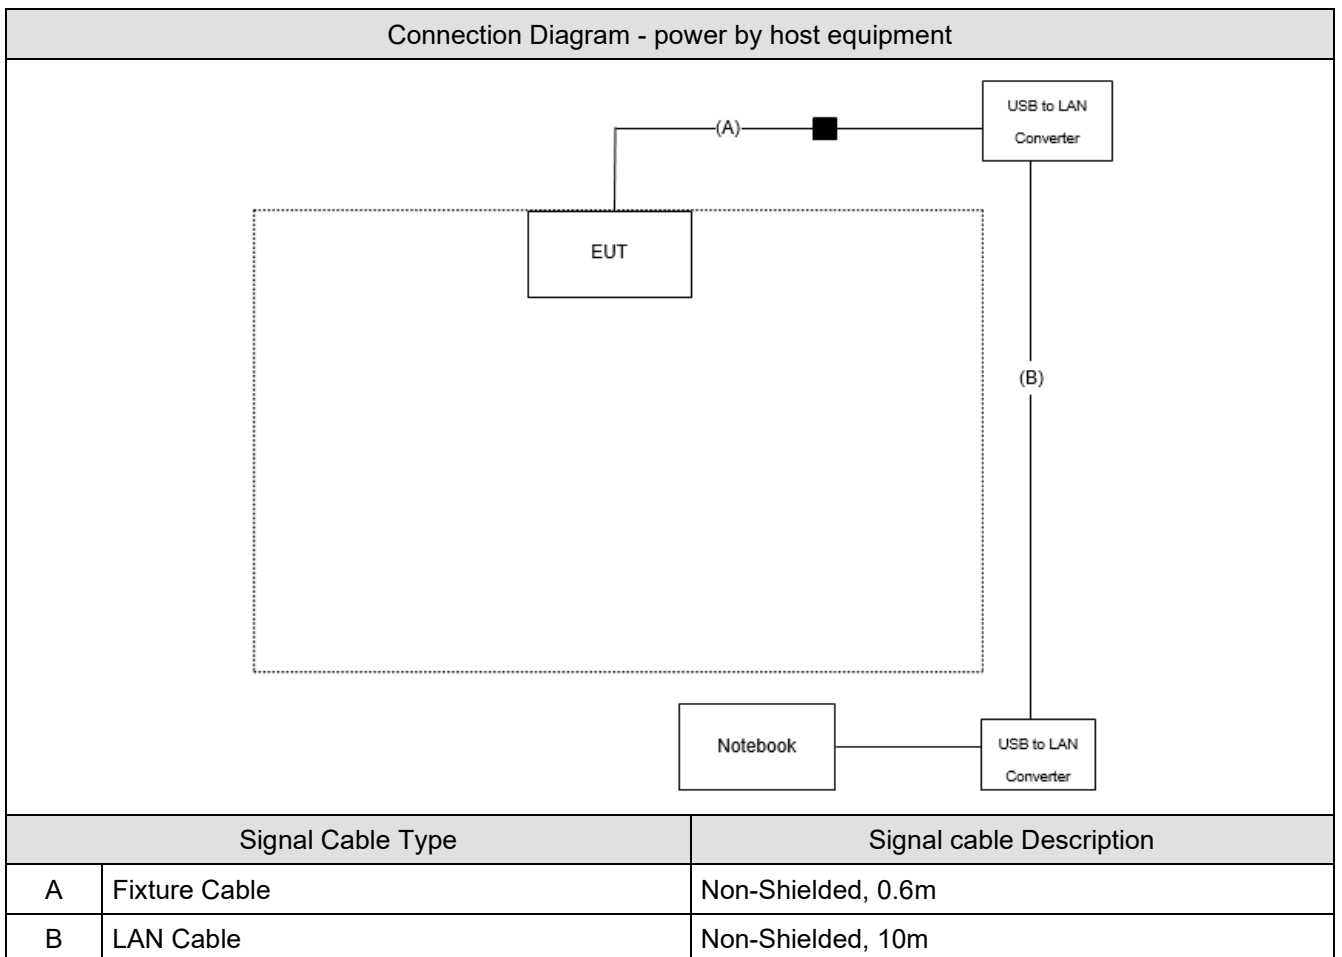 Connection Diagram - power by host equipment
USB to LAN
Converter
(A)
EUT
(B)
Notebook
USB to LAN
Converter
Signal Cable Type Signal cable Description
A Fixture Cable Non-Shielded, 0.6m
B LAN Cable Non-Shielded, 10m